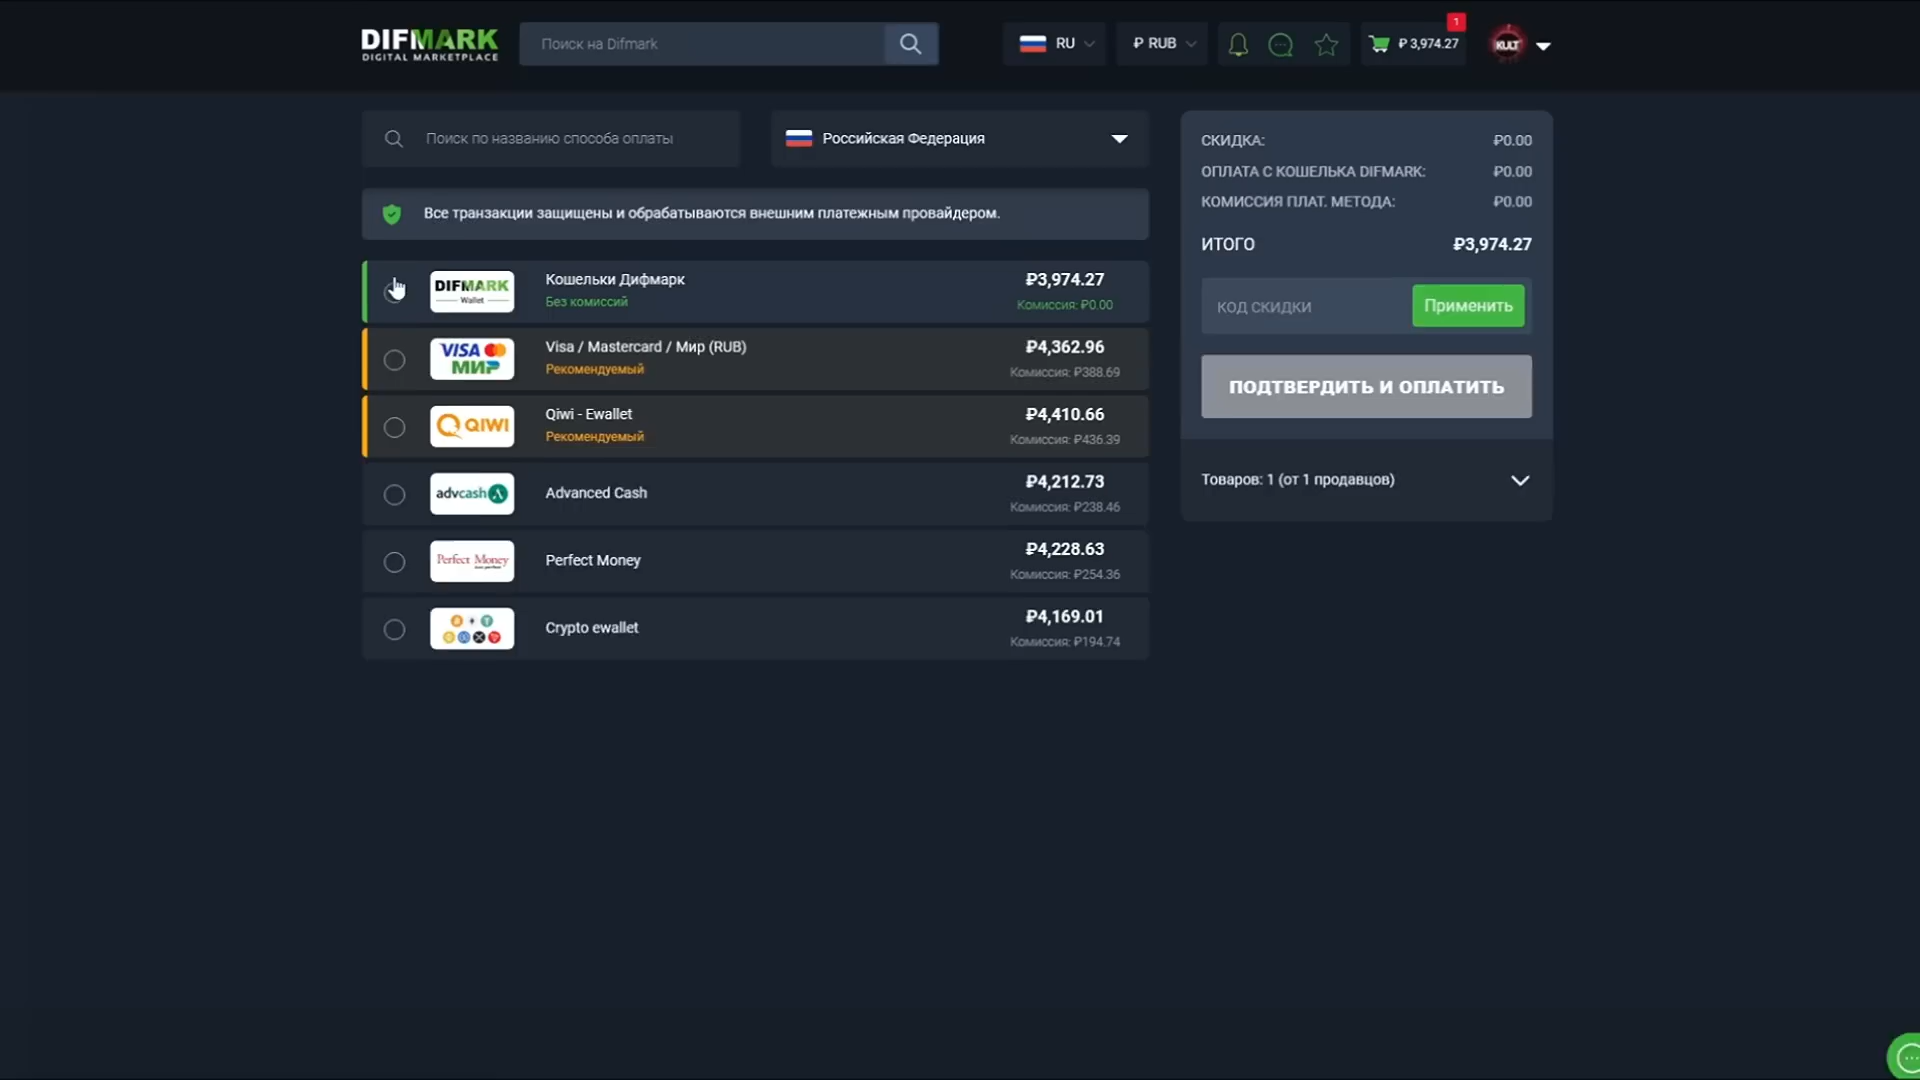 DIFMARK
DIGITAL MARKETPLACE
Поиск на Difmark
RU
₽ RUB
1
₽ 3,974.27
KULT
Поиск по названию способа оплаты
Российская Федерация
Все транзакции защищены и обрабатываются внешним платежным провайдером.
DIFMARK
Wallet
Кошельки Дифмарк
Без комиссий
₽3,974.27
Комиссия: ₽0.00
VISA
МИР
Visa / Mastercard / Мир (RUB)
Рекомендуемый
₽4,362.96
Комиссия: ₽388.69
QIWI
Qiwi - Ewallet
Рекомендуемый
₽4,410.66
Комиссия: ₽436.39
advcash
Advanced Cash
₽4,212.73
Комиссия: ₽238.46
Perfect Money
Perfect Money
₽4,228.63
Комиссия: ₽254.36
Crypto ewallet
₽4,169.01
Комиссия: ₽194.74
СКИДКА: ₽0.00
ОПЛАТА С КОШЕЛЬКА DIFMARK: ₽0.00
КОМИССИЯ ПЛАТ. МЕТОДА: ₽0.00
ИТОГО ₽3,974.27
КОД СКИДКИ
Применить
ПОДТВЕРДИТЬ И ОПЛАТИТЬ
Товаров: 1 (от 1 продавцов)